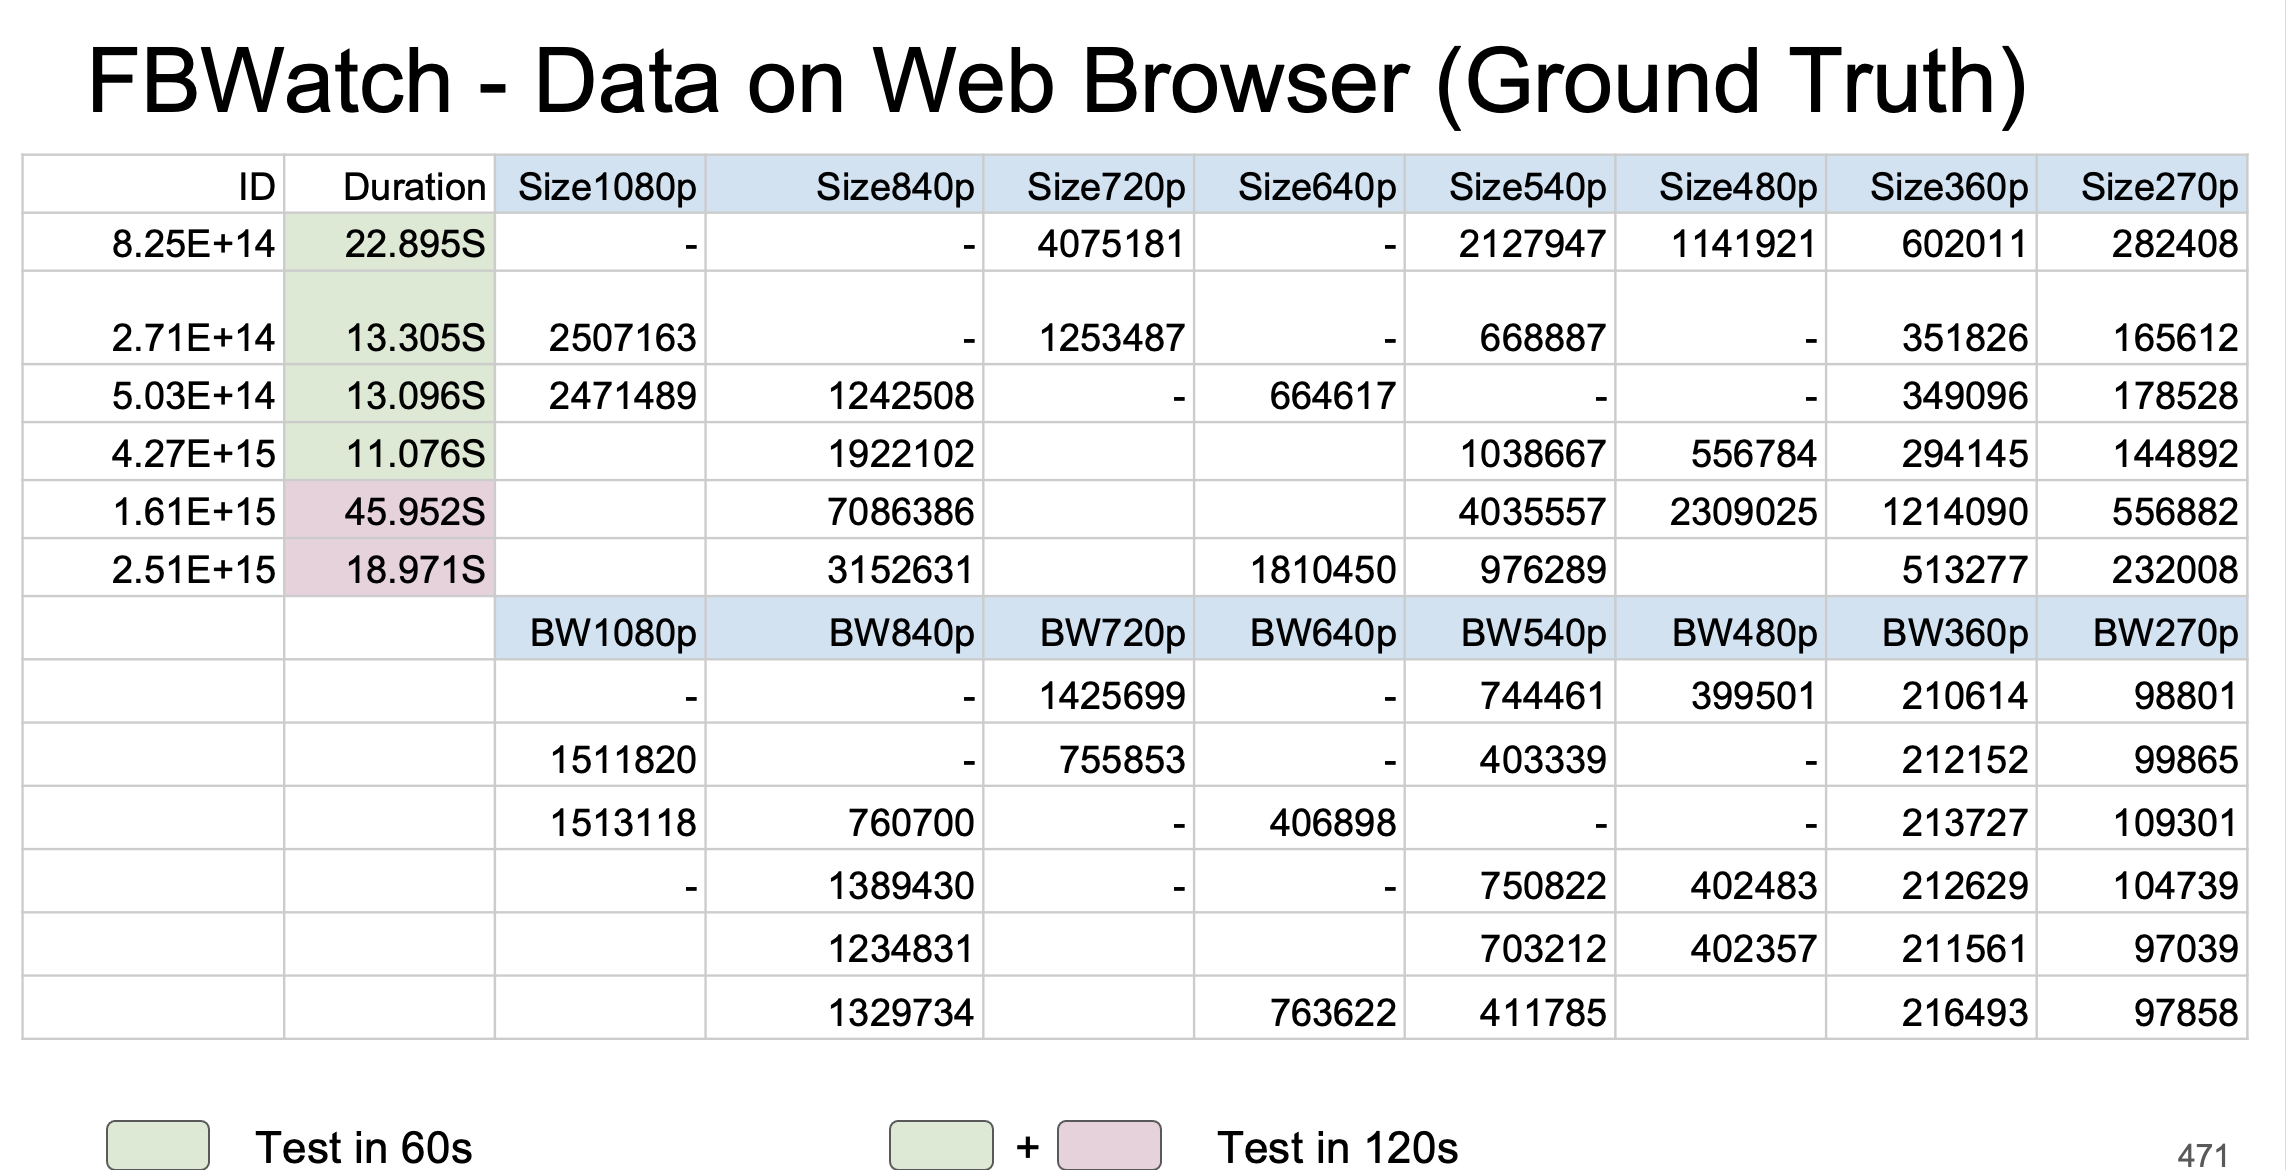 FBWatch - Data on Web Browser (Ground Truth)
ID Duration Size1080p Size840p Size720p Size640p Size540p Size480p Size360p Size270p
8.25E+14 22.895S - - 4075181 - 2127947 1141921 602011 282408
2.71E+14 13.305S 2507163 - 1253487 - 668887 - 351826 165612
5.03E+14 13.096S 2471489 1242508 - 664617 - - 349096 178528
4.27E+15 11.076S 1922102 1038667 556784 294145 144892
1.61E+15 45.952S 7086386 4035557 2309025 1214090 556882
2.51E+15 18.971S 3152631 1810450 976289 513277 232008
BW1080p BW840p BW720p BW640p BW540p BW480p BW360p BW270p
- - 1425699 - 744461 399501 210614 98801
1511820 - 755853 - 403339 - 212152 99865
1513118 760700 - 406898 - - 213727 109301
- 1389430 - - 750822 402483 212629 104739
1234831 703212 402357 211561 97039
1329734 763622 411785 216493 97858
Test in 60s + Test in 120s
471